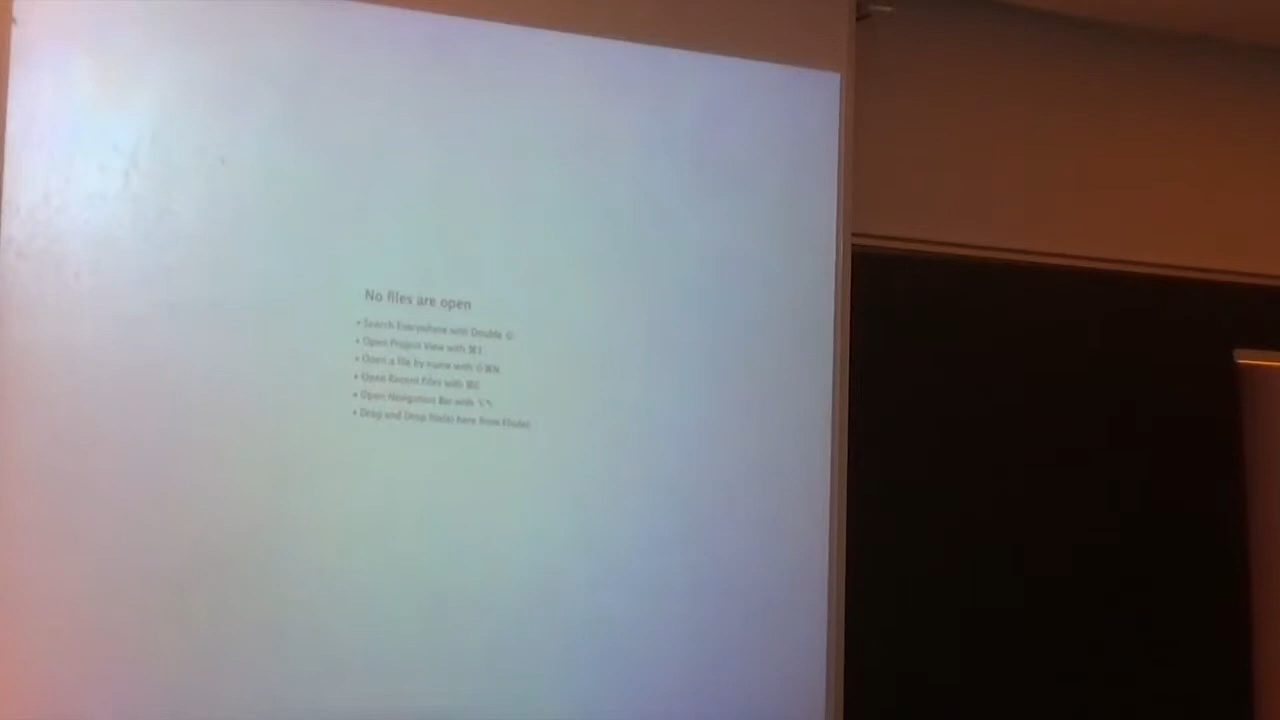 No files are open
• Search Everywhere with Double ⇧
• Open Project View with ⌘1
• Open a file by name with ⇧⌘N
• Open Recent Files with ⌘E
• Open Navigation Bar with
• Drag and Drop file(s) here from Finder